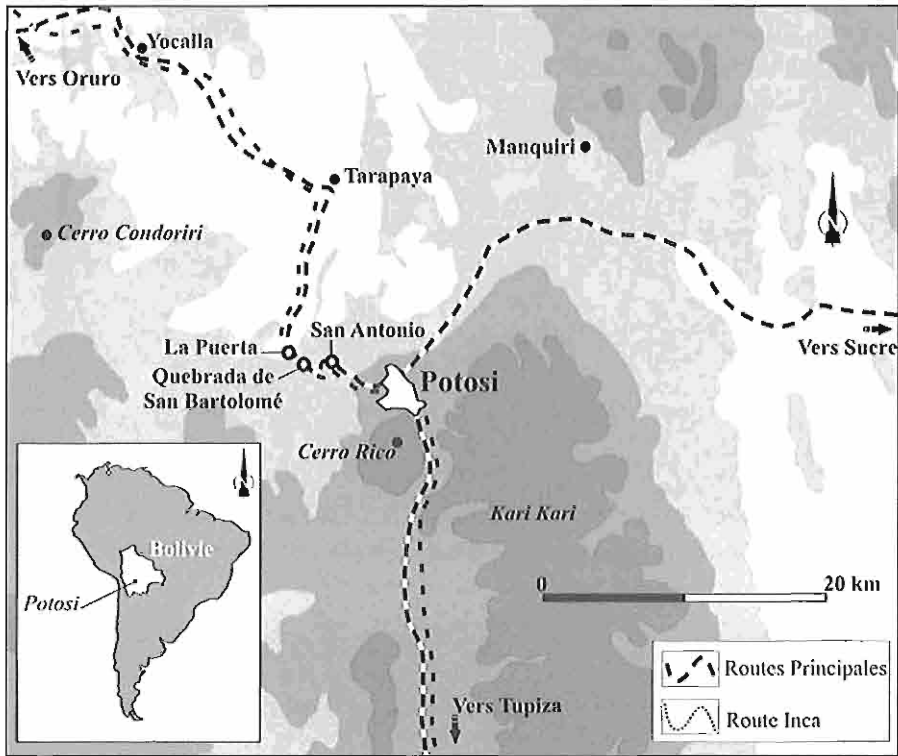 Yocalla
Vers Oruro
Manquiri
Tarapaya
Cerro Condoriri
San Antonio
La Puerta
Vers Sucre
Quebrada de
San Bartolomé
Potosi
Cerro Rico
Kari Kari
Bolivie
Potosi
0 20 km
Routes Principales
Vers Tupiza
Route Inca